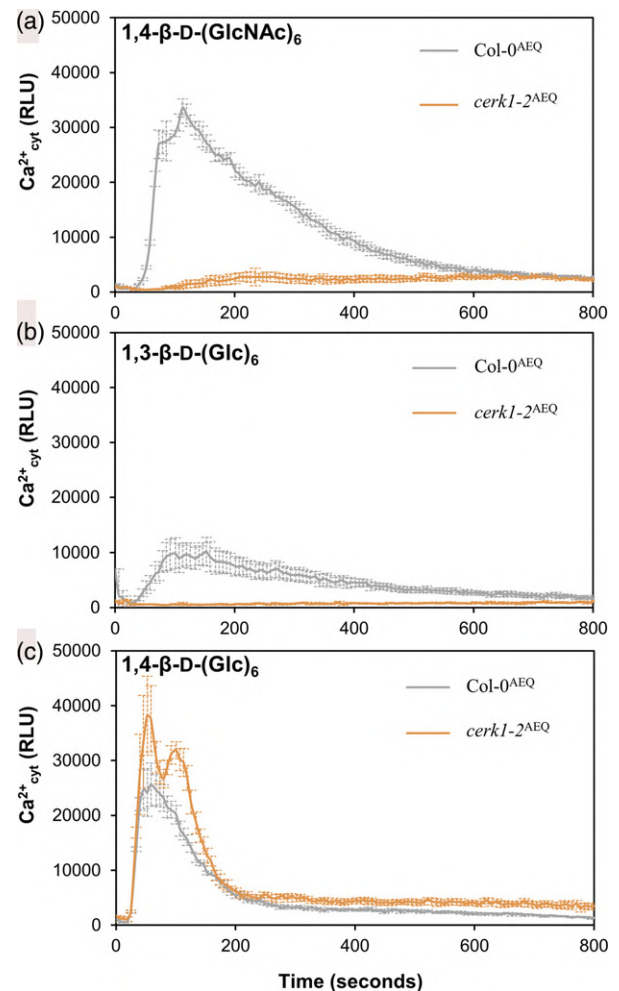 (a)
1,4-β-D-(GlcNAc)6
Col-0AEQ
cerk1-2AEQ
Ca2+cyt (RLU)
50000
40000
30000
20000
10000
0
0 200 400 600 800
(b)
1,3-β-D-(Glc)6
Col-0AEQ
cerk1-2AEQ
Ca2+cyt (RLU)
50000
40000
30000
20000
10000
0
0 200 400 600 800
(c)
1,4-β-D-(Glc)6
Col-0AEQ
cerk1-2AEQ
Ca2+cyt (RLU)
50000
40000
30000
20000
10000
0
0 200 400 600 800
Time (seconds)